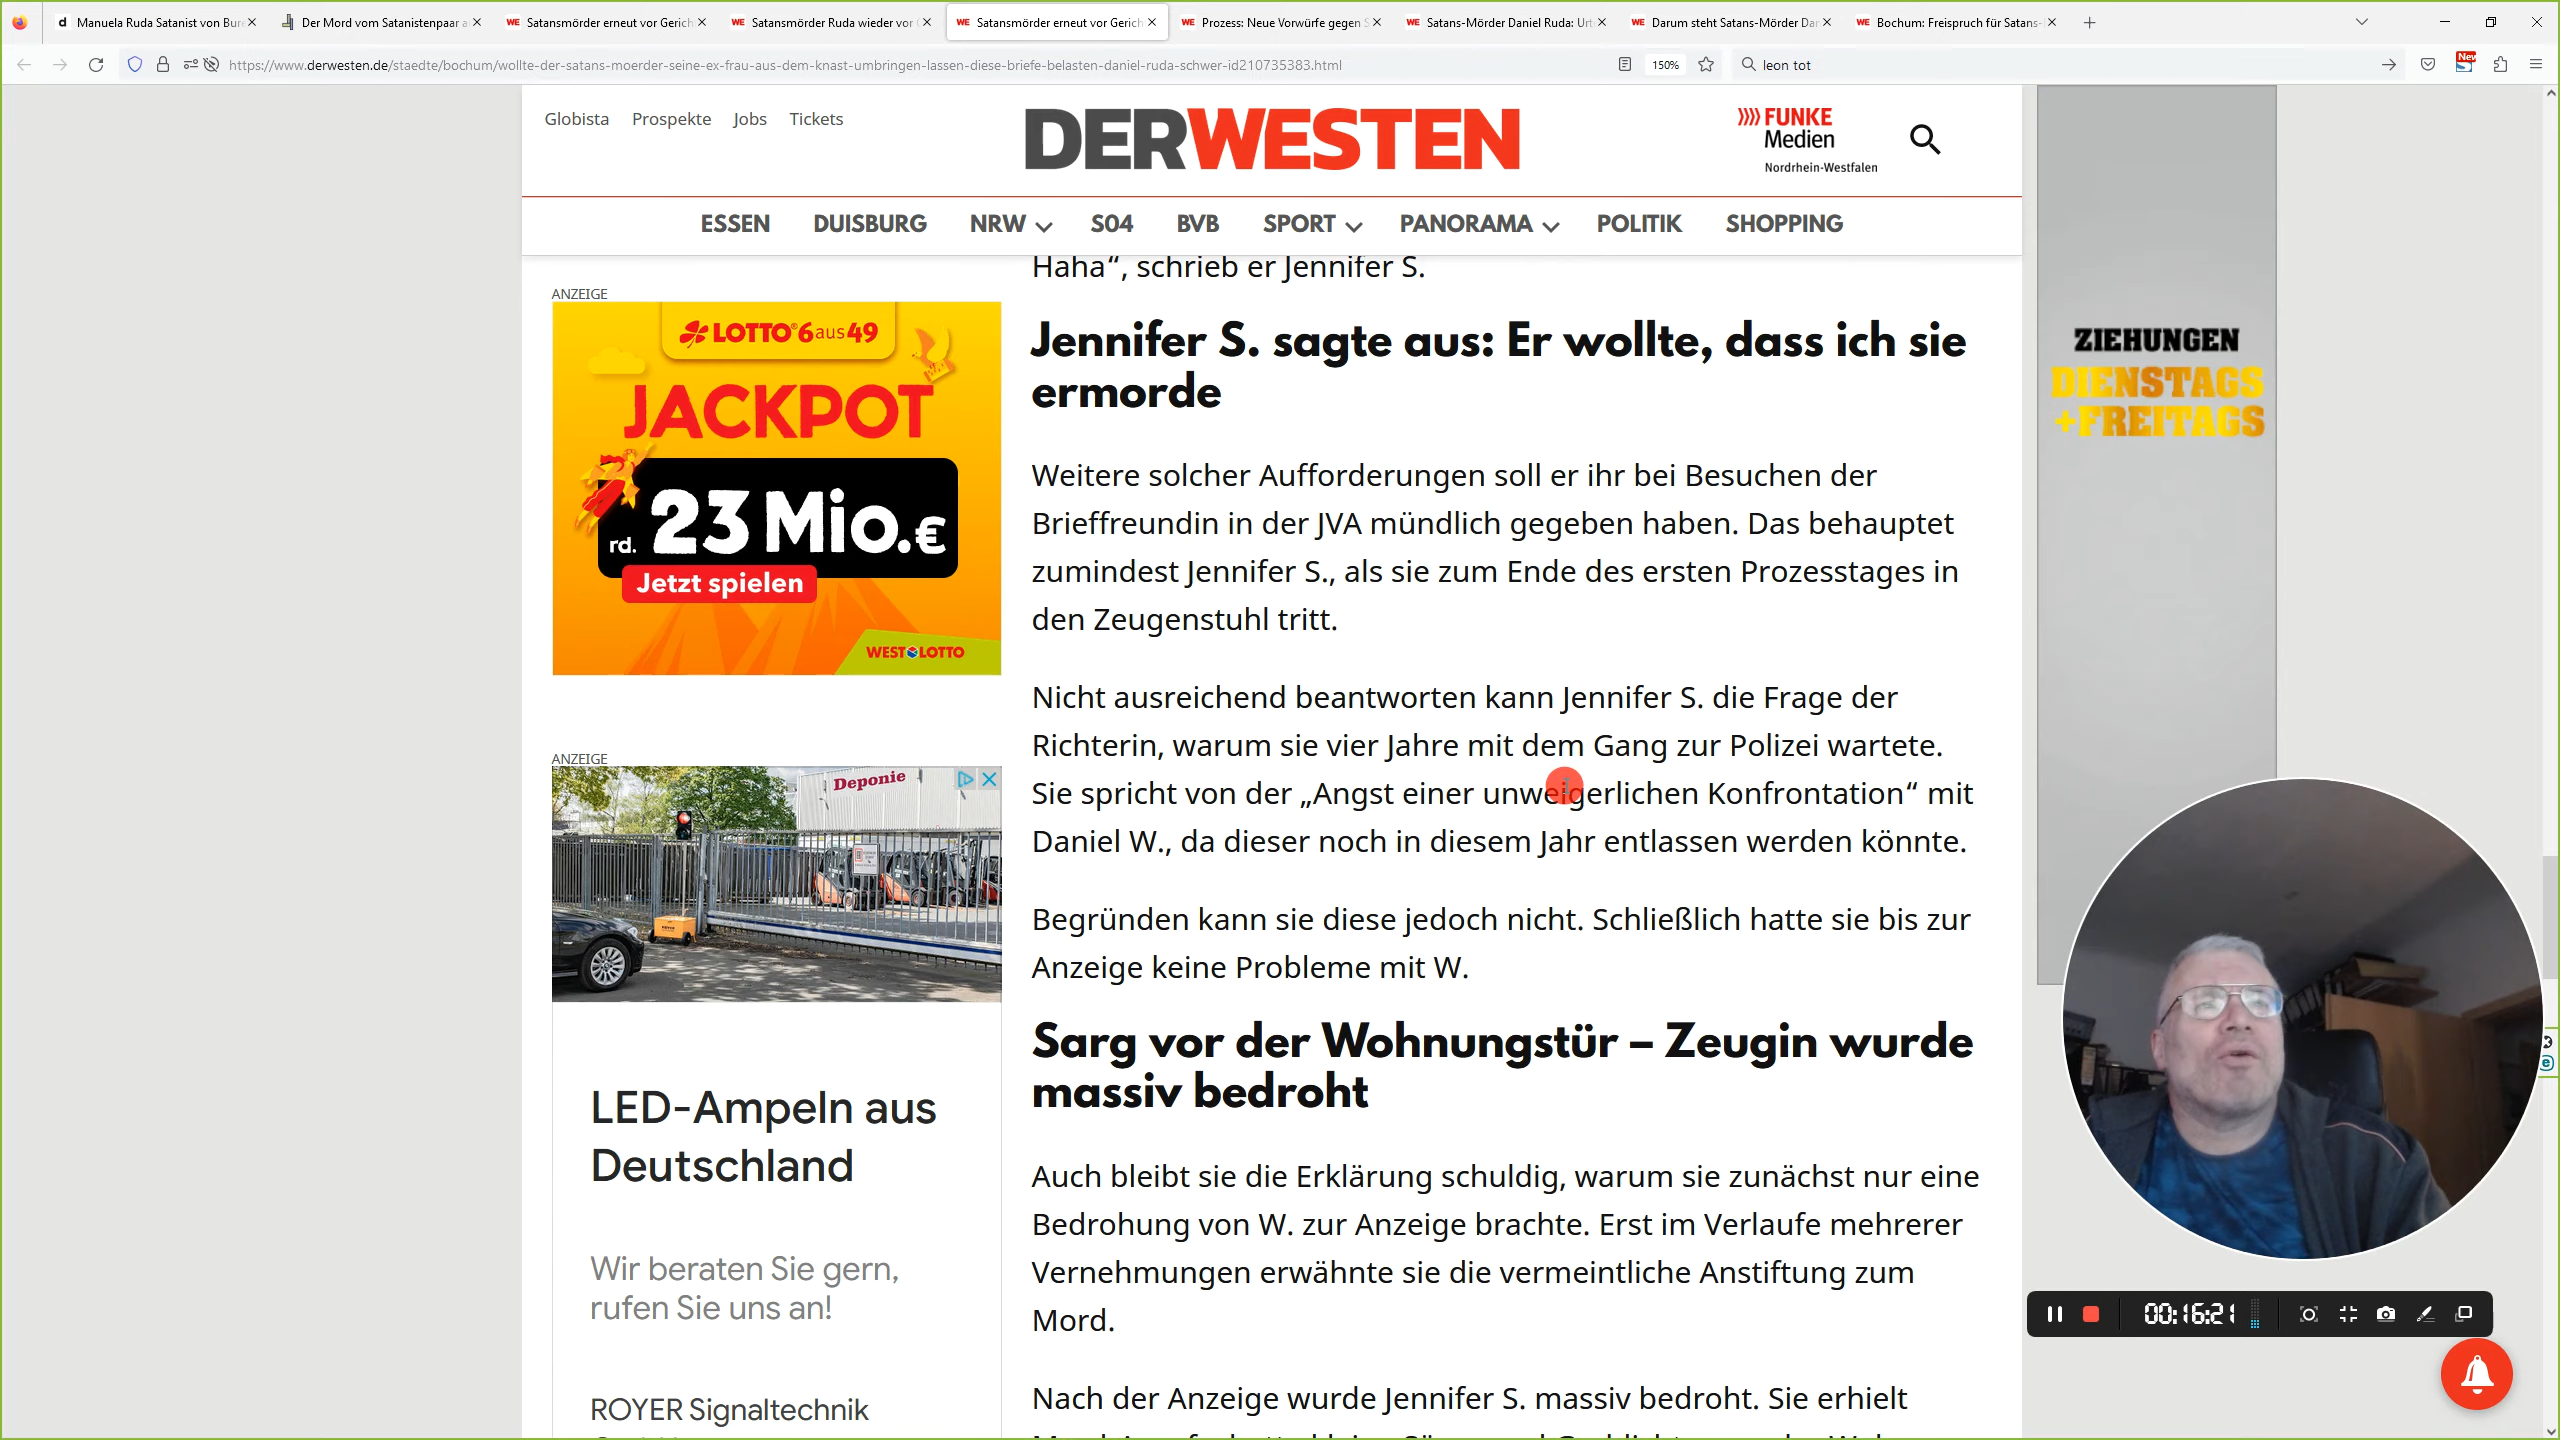 Manuela Ruda Satanist von Bure
Der Mord vom Satanistenpaar a
Satansmörder erneut vor Gerich
Satansmörder Ruda wieder vor G
Satansmörder erneut vor Gerich
Prozess: Neue Vorwürfe gegen S
Satans-Mörder Daniel Ruda: Urt
Darum steht Satans-Mörder Dan
Bochum: Freispruch für Satans-
https://www.derwesten.de/staedte/bochum/wollte-der-satans-moerder-seine-ex-frau-aus-dem-knast-umbringen-lassen-diese-briefe-belasten-daniel-ruda-schwer-id210735383.html
150%
leon tot
New
Globista Prospekte Jobs Tickets
DERWESTEN
FUNKE
Medien
Nordrhein-Westfalen
ESSEN DUISBURG NRW S04 BVB SPORT PANORAMA POLITIK SHOPPING
Haha“, schrieb er Jennifer S.
Jennifer S. sagte aus: Er wollte, dass ich sie
ermorde
Weitere solcher Aufforderungen soll er ihr bei Besuchen der
Brieffreundin in der JVA mündlich gegeben haben. Das behauptet
zumindest Jennifer S., als sie zum Ende des ersten Prozesstages in
den Zeugenstuhl tritt.
Nicht ausreichend beantworten kann Jennifer S. die Frage der
Richterin, warum sie vier Jahre mit dem Gang zur Polizei wartete.
Sie spricht von der „Angst einer unweigerlichen Konfrontation“ mit
Daniel W., da dieser noch in diesem Jahr entlassen werden könnte.
Begründen kann sie diese jedoch nicht. Schließlich hatte sie bis zur
Anzeige keine Probleme mit W.
Sarg vor der Wohnungstür – Zeugin wurde
massiv bedroht
Auch bleibt sie die Erklärung schuldig, warum sie zunächst nur eine
Bedrohung von W. zur Anzeige brachte. Erst im Verlaufe mehrerer
Vernehmungen erwähnte sie die vermeintliche Anstiftung zum
Mord.
Nach der Anzeige wurde Jennifer S. massiv bedroht. Sie erhielt
ANZEIGE
LOTTO 6aus49
JACKPOT
rd. 23 Mio.€
Jetzt spielen
WESTLOTTO
ANZEIGE
Deponie
LED-Ampeln aus
Deutschland
Wir beraten Sie gern,
rufen Sie uns an!
ROYER Signaltechnik
ZIEHUNGEN
DIENSTAGS
+FREITAGS
00:16:21